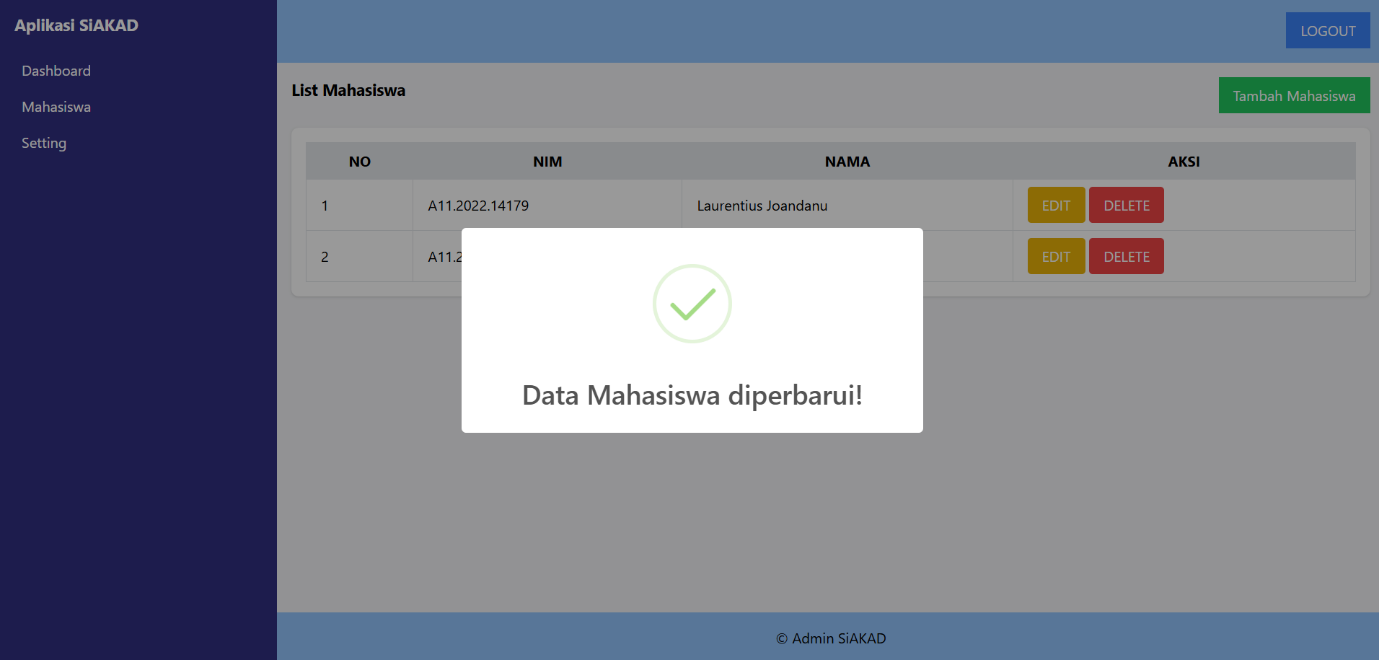 Aplikasi SiAKAD
LOGOUT
Dashboard
Mahasiswa
Setting
List Mahasiswa
Tambah Mahasiswa
NO NIM NAMA AKSI
1 A11.2022.14179 Laurentius Joandanu EDIT DELETE
2 A11.2 EDIT DELETE
Data Mahasiswa diperbarui!
© Admin SiAKAD